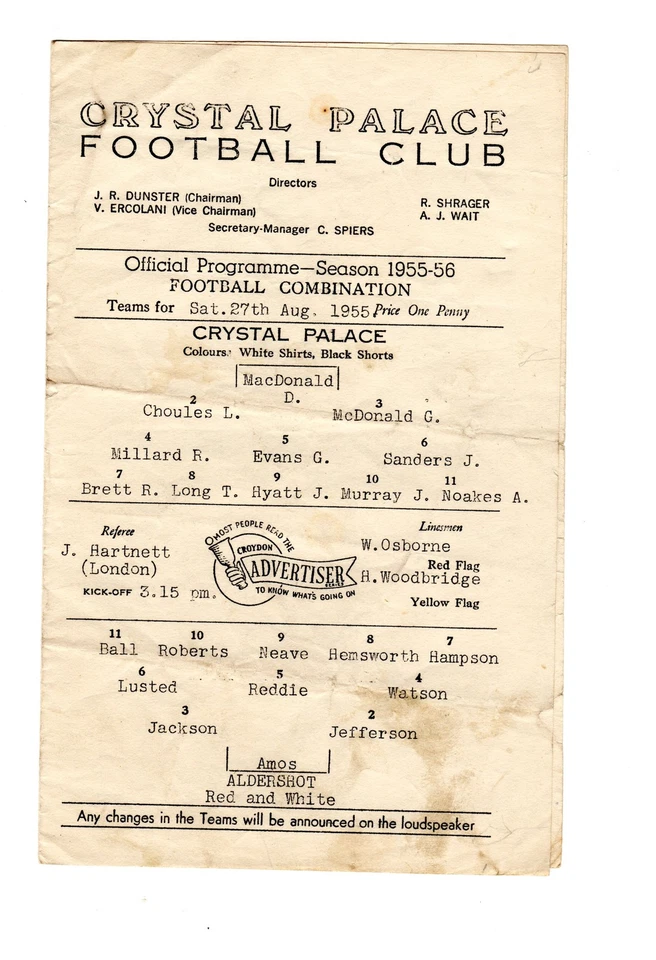 CRYSTAL PALACE
FOOTBALL CLUB
Directors
J. R. DUNSTER (Chairman) R. SHRAGER
V. ERCOLANI (Vice Chairman) A. J. WAIT
Secretary-Manager C. SPIERS
Official Programme—Season 1955-56
FOOTBALL COMBINATION
Teams for Sat. 27th Aug. 1955 Price One Penny
CRYSTAL PALACE
Colours: White Shirts, Black Shorts
MacDonald
D.
2 3
Choules L. McDonald G.
4 5 6
Millard R. Evans G. Sanders J.
7 8 9 10 11
Brett R. Long T. Hyatt J. Murray J. Noakes A.
Referee
J. Hartnett
(London)
KICK-OFF 3.15 pm.
MOST PEOPLE READ THE
CROYDON
ADVERTISER
SERIES
TO KNOW WHAT'S GOING ON
Linesmen
W.Osborne
Red Flag
H.Woodbridge
Yellow Flag
11 10 9 8 7
Ball Roberts Neave Hemsworth Hampson
6 5 4
Lusted Reddie Watson
3 2
Jackson Jefferson
Amos
ALDERSHOT
Red and White
Any changes in the Teams will be announced on the loudspeaker